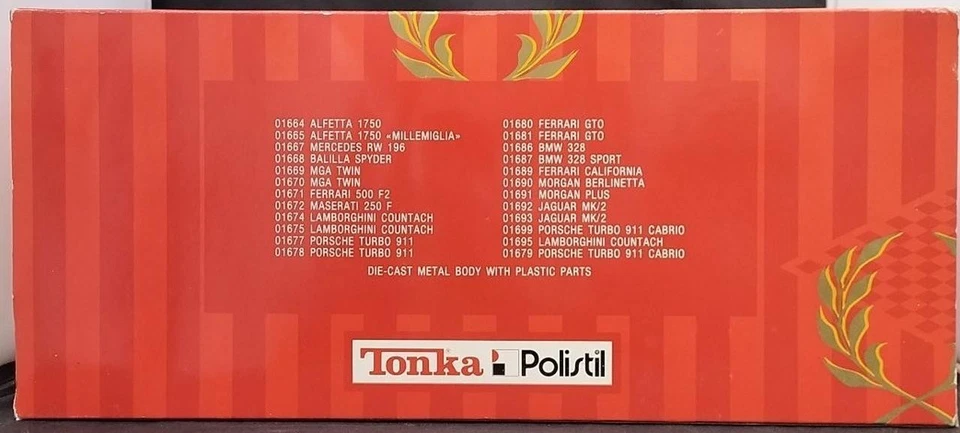 01664 ALFETTA 1750
01665 ALFETTA 1750 «MILLEMIGLIA»
01667 MERCEDES RW 196
01668 BALILLA SPYDER
01669 MGA TWIN
01670 MGA TWIN
01671 FERRARI 500 F2
01672 MASERATI 250 F
01674 LAMBORGHINI COUNTACH
01675 LAMBORGHINI COUNTACH
01677 PORSCHE TURBO 911
01678 PORSCHE TURBO 911
01680 FERRARI GTO
01681 FERRARI GTO
01686 BMW 328
01687 BMW 328 SPORT
01689 FERRARI CALIFORNIA
01690 MORGAN BERLINETTA
01691 MORGAN PLUS
01692 JAGUAR MK/2
01693 JAGUAR MK/2
01699 PORSCHE TURBO 911 CABRIO
01695 LAMBORGHINI COUNTACH
01679 PORSCHE TURBO 911 CABRIO
DIE-CAST METAL BODY WITH PLASTIC PARTS
Tonka Polistil